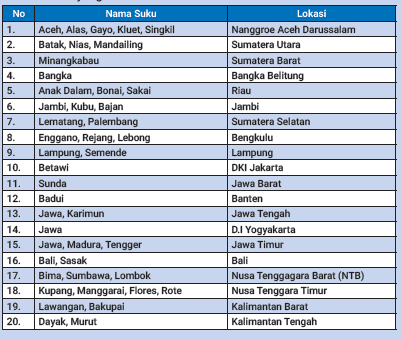 No Nama Suku Lokasi
1. Aceh, Alas, Gayo, Kluet, Singkil Nanggroe Aceh Darussalam
2. Batak, Nias, Mandailing Sumatera Utara
3. Minangkabau Sumatera Barat
4. Bangka Bangka Belitung
5. Anak Dalam, Bonai, Sakai Riau
6. Jambi, Kubu, Bajan Jambi
7. Lematang, Palembang Sumatera Selatan
8. Enggano, Rejang, Lebong Bengkulu
9. Lampung, Semende Lampung
10. Betawi DKI Jakarta
11. Sunda Jawa Barat
12. Badui Banten
13. Jawa, Karimun Jawa Tengah
14. Jawa D.I Yogyakarta
15. Jawa, Madura, Tengger Jawa Timur
16. Bali, Sasak Bali
17. Bima, Sumbawa, Lombok Nusa Tenggagara Barat (NTB)
18. Kupang, Manggarai, Flores, Rote Nusa Tenggara Timur
19. Lawangan, Bakupai Kalimantan Barat
20. Dayak, Murut Kalimantan Tengah